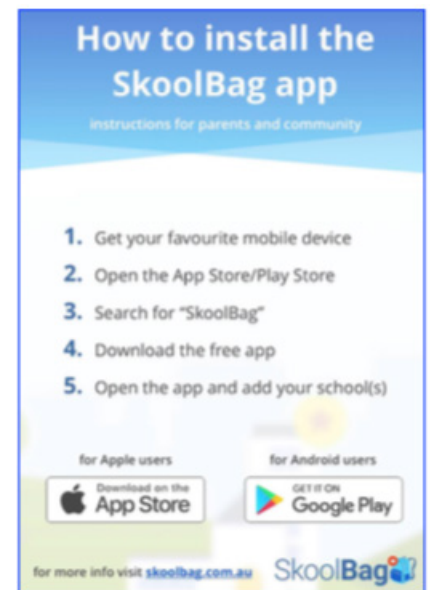 How to install the
SkoolBag app
instructions for parents and community
1. Get your favourite mobile device
2. Open the App Store/Play Store
3. Search for “SkoolBag”
4. Download the free app
5. Open the app and add your school(s)
for Apple users
for Android users
Download on the
App Store
GET IT ON
Google Play
for more info visit skoolbag.com.au
SkoolBag